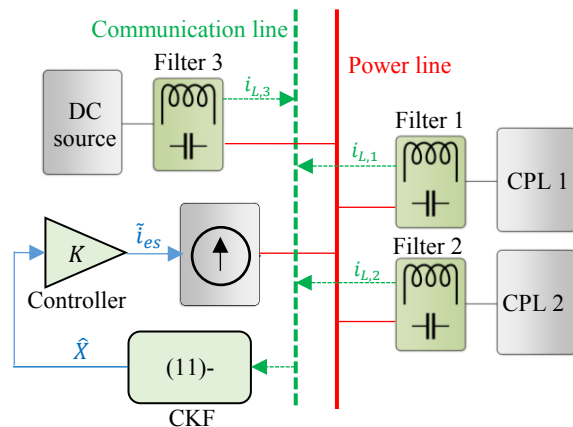 Communication line
Filter 3
Power line
DC
source
i_{L,3}
Filter 1
i_{L,1}
CPL 1
K
ĩ_{es}
Controller
Filter 2
i_{L,2}
CPL 2
X̂
(11)-
CKF